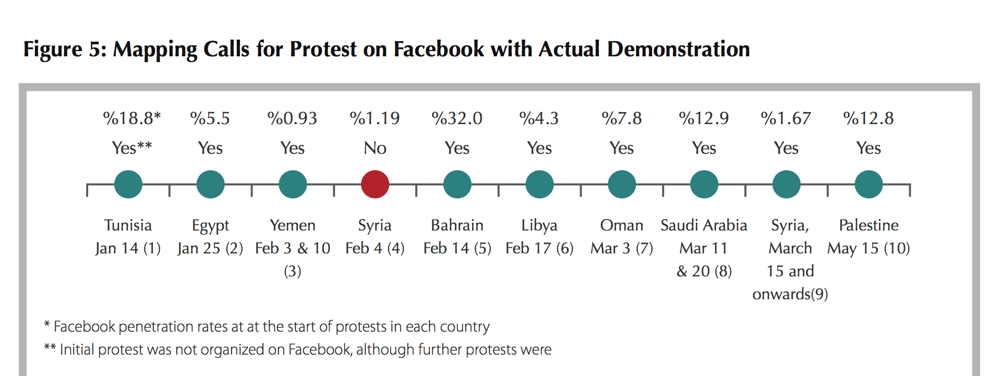 Figure 5: Mapping Calls for Protest on Facebook with Actual Demonstration
%18.8* %5.5 %0.93 %1.19 %32.0 %4.3 %7.8 %12.9 %1.67 %12.8
Yes** Yes Yes No Yes Yes Yes Yes Yes Yes
Tunisia Egypt Yemen Syria Bahrain Libya Oman Saudi Arabia Syria, Palestine
Jan 14 (1) Jan 25 (2) Feb 3 & 10 Feb 4 (4) Feb 14 (5) Feb 17 (6) Mar 3 (7) Mar 11 March May 15 (10)
(3) & 20 (8) 15 and
onwards(9)
* Facebook penetration rates at at the start of protests in each country
** Initial protest was not organized on Facebook, although further protests were